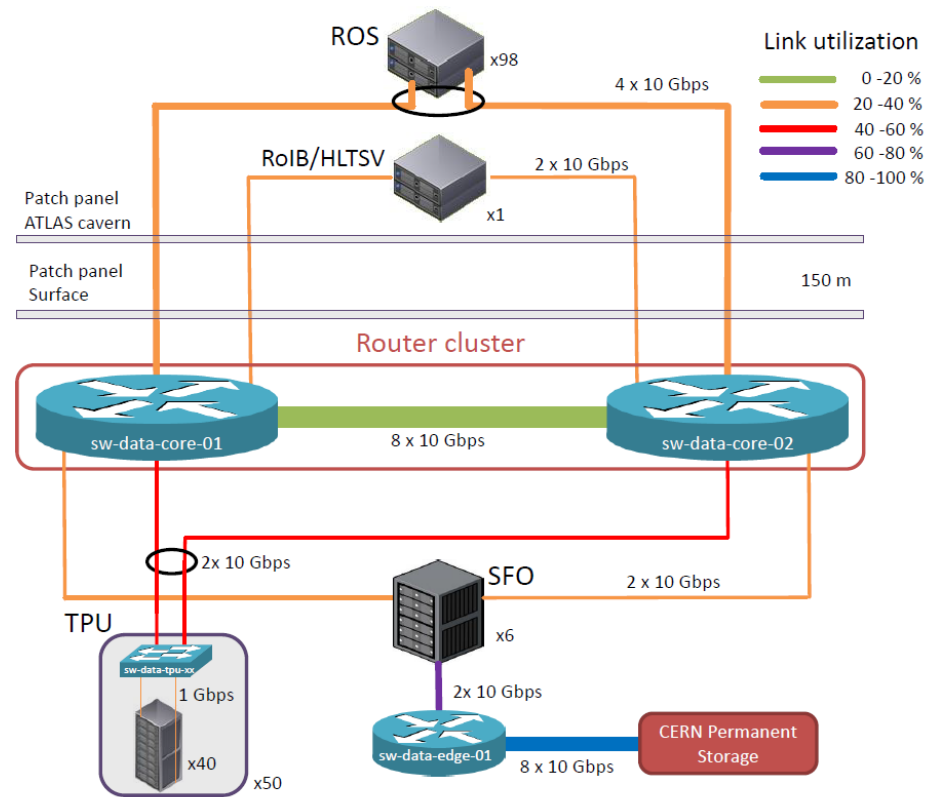 ROS
x98
Link utilization
0 -20 %
20 -40 %
40 -60 %
60 -80 %
80 -100 %
4 x 10 Gbps
RoIB/HLTSV
2 x 10 Gbps
x1
Patch panel
ATLAS cavern
Patch panel
Surface
150 m
Router cluster
sw-data-core-01
8 x 10 Gbps
sw-data-core-02
2x 10 Gbps
SFO
2 x 10 Gbps
x6
TPU
sw-data-tpu-xx
1 Gbps
x40
x50
2x 10 Gbps
sw-data-edge-01
8 x 10 Gbps
CERN Permanent
Storage